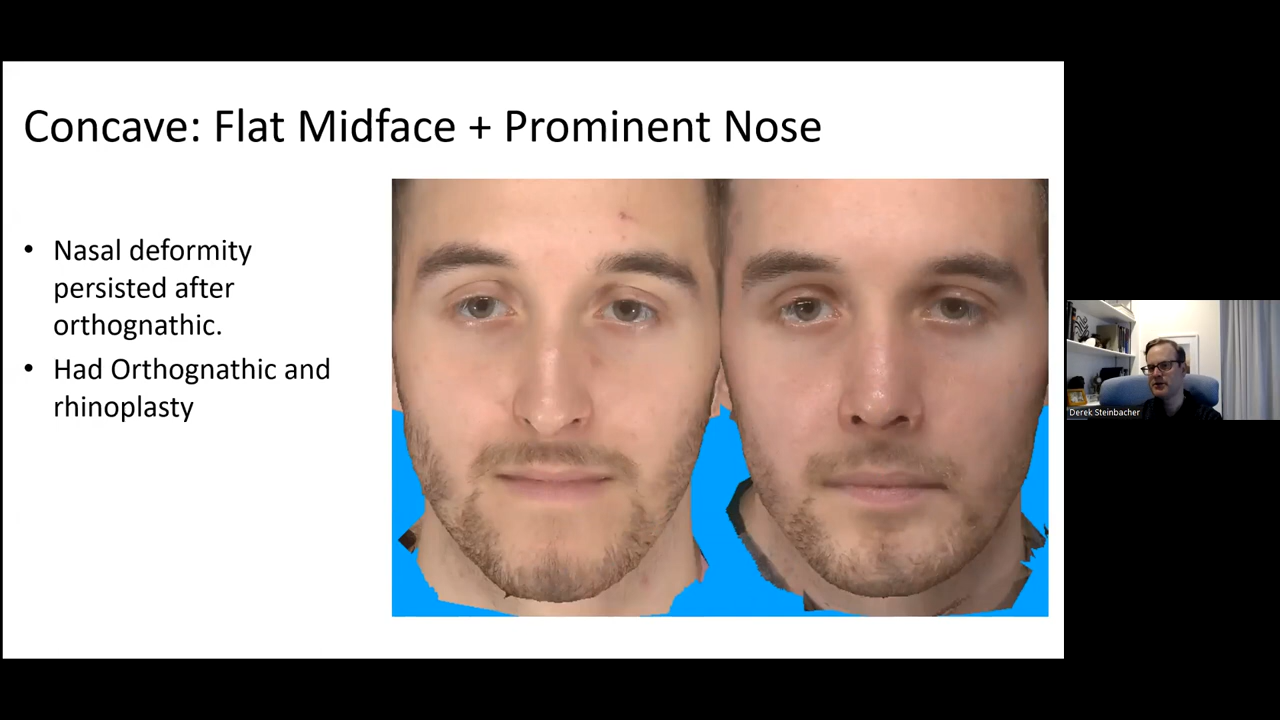 Concave: Flat Midface + Prominent Nose
• Nasal deformity
persisted after
orthognathic.
• Had Orthognathic and
rhinoplasty
Derek Steinbacher